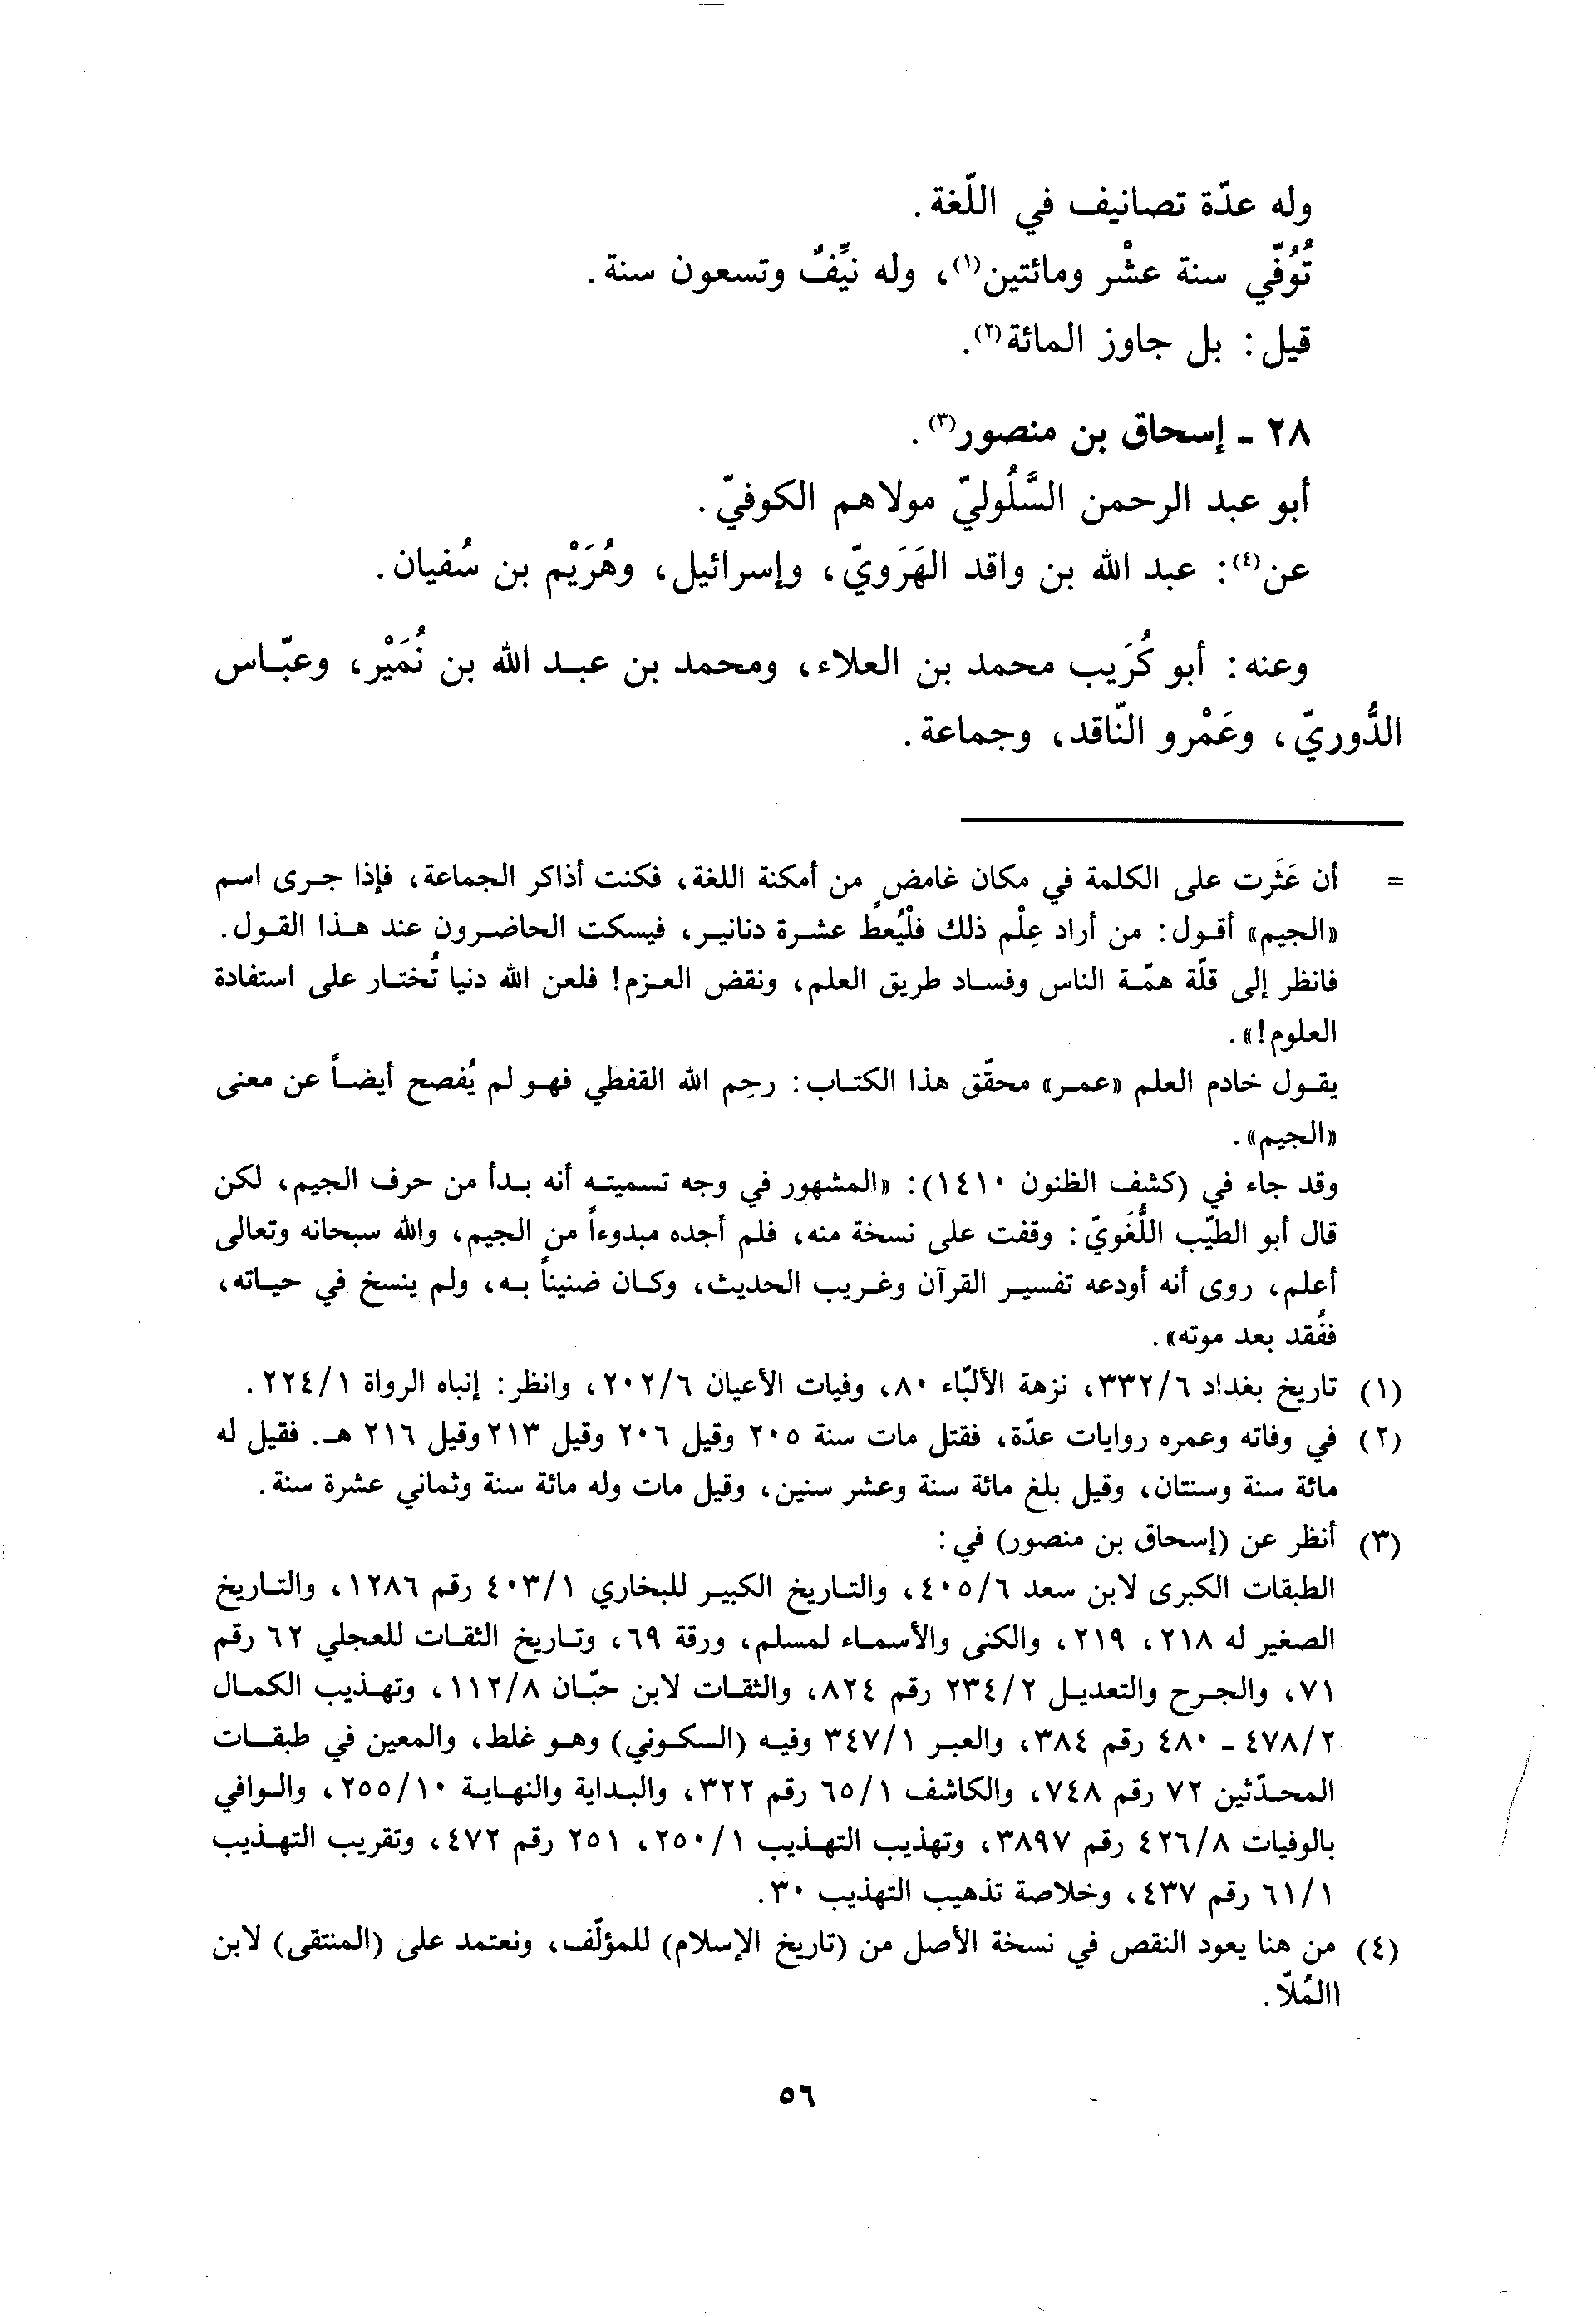 وله عدّة تصانيف في اللّغة.
تُوُفّي سنة عشْر ومائتين(١)، وله نيِّفٌ وتسعون سنة.
قيل: بل جاوز المائة(٢).
٢٨ - إسحاق بن منصور(٣).
أبو عبد الرحمن السَّلُوليّ مولاهم الكوفيّ.
عن(٤): عبد الله بن واقد الهَرَويّ، وإسرائيل، وهُرَيْم بن سُفيان.
وعنه: أبو كُرَيب محمد بن العلاء، ومحمد بن عبد الله بن نُمَيْر، وعبّاس
الدُّوريّ، وعَمْرو النّاقد، وجماعة.
= أن عَثَرت على الكلمة في مكان غامضٍ من أمكنة اللغة، فكنت أذاكر الجماعة، فإذا جرى اسم
«الجيم» أقول: من أراد عِلْم ذلك فلْيُعط عشرة دنانير، فيسكت الحاضرون عند هذا القول.
فانظر إلى قلّة همّة الناس وفساد طريق العلم، ونقض العزم! فلعن الله دنيا تُختار على استفادة
العلوم!».
يقول خادم العلم «عمر» محقّق هذا الكتاب: رحِم الله القفطي فهو لم يُفصح أيضاً عن معنى
«الجيم».
وقد جاء في (كشف الظنون ١٤١٠): «المشهور في وجه تسميته أنه بدأ من حرف الجيم، لكن
قال أبو الطيّب اللُّغَويّ: وقفت على نسخة منه، فلم أجده مبدوءاً من الجيم، والله سبحانه وتعالى
أعلم، روى أنه أودعه تفسير القرآن وغريب الحديث، وكان ضنيناً به، ولم ينسخ في حياته،
ففُقد بعد موته».
(١) تاريخ بغداد ٣٣٢/٦، نزهة الألبّاء ٨٠، وفيات الأعيان ٢٠٢/٦، وانظر: إنباه الرواة ٢٢٤/١.
(٢) في وفاته وعمره روايات عدّة، فقتل مات سنة ٢٠٥ وقيل ٢٠٦ وقيل ٢١٣ وقيل ٢١٦ هـ. فقيل له
مائة سنة وسنتان، وقيل بلغ مائة سنة وعشر سنين، وقيل مات وله مائة سنة وثماني عشرة سنة.
(٣) أنظر عن (إسحاق بن منصور) في:
الطبقات الكبرى لابن سعد ٤٠٥/٦، والتاريخ الكبير للبخاري ٤٠٣/١ رقم ١٢٨٦، والتاريخ
الصغير له ٢١٨، ٢١٩، والكنى والأسماء لمسلم، ورقة ٦٩، وتاريخ الثقات للعجلي ٦٢ رقم
٧١، والجرح والتعديل ٢٣٤/٢ رقم ٨٢٤، والثقات لابن حبّان ١١٢/٨، وتهذيب الكمال
٤٧٨/٢ - ٤٨٠ رقم ٣٨٤، والعبر ٣٤٧/١ وفيه (السكوني) وهو غلط، والمعين في طبقات
المحدّثين ٧٢ رقم ٧٤٨، والكاشف ٦٥/١ رقم ٣٢٢، والبداية والنهاية ٢٥٥/١٠، والوافي
بالوفيات ٤٢٦/٨ رقم ٣٨٩٧، وتهذيب التهذيب ٢٥٠/١، ٢٥١ رقم ٤٧٢، وتقريب التهذيب
٦١/١ رقم ٤٣٧، وخلاصة تذهيب التهذيب ٣٠.
(٤) من هنا يعود النقص في نسخة الأصل من (تاريخ الإسلام) للمؤلّف، ونعتمد على (المنتقى) لابن
االمُلّا.
٥٦